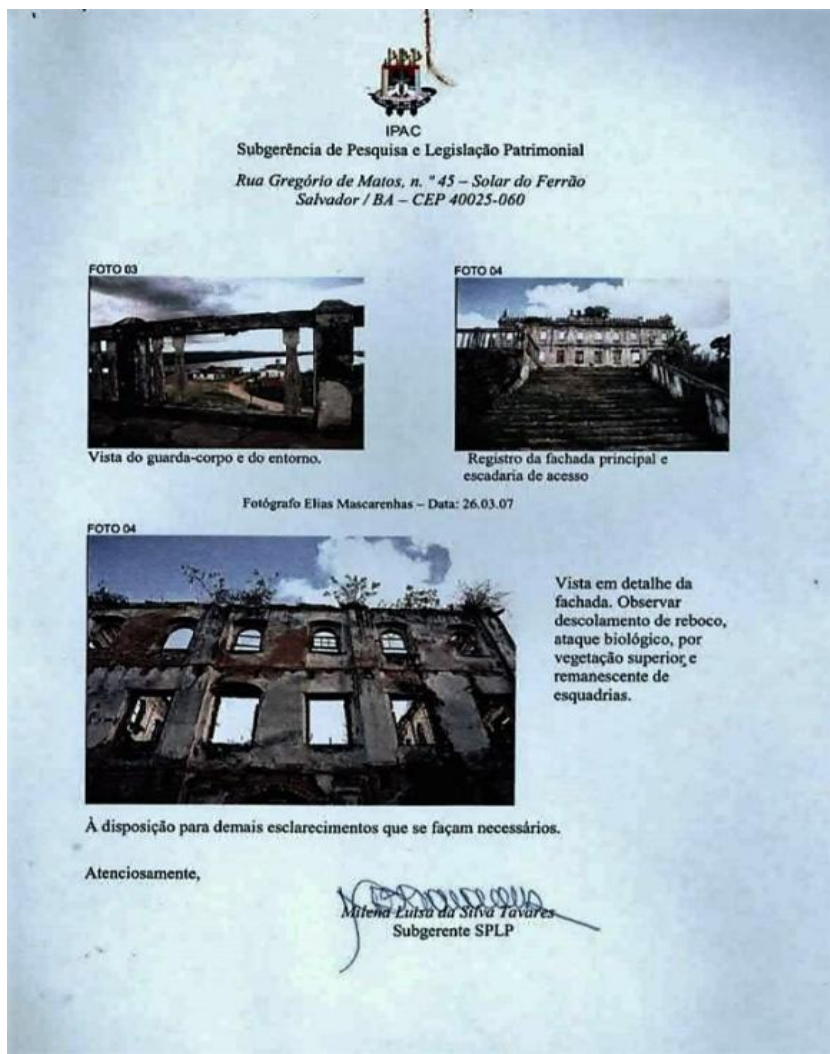 IPAC
Subgerência de Pesquisa e Legislação Patrimonial
Rua Gregório de Matos, n. º 45 – Solar do Ferrão
Salvador / BA – CEP 40025-060
FOTO 03
FOTO 04
Vista do guarda-corpo e do entorno.
Registro da fachada principal e
escadaria de acesso
Fotógrafo Elias Mascarenhas – Data: 26.03.07
FOTO 04
Vista em detalhe da
fachada. Observar
descolamento de reboco,
ataque biológico, por
vegetação superior e
remanescente de
esquadrias.
À disposição para demais esclarecimentos que se façam necessários.
Atenciosamente,
Milena Luisa da Silva Tavares
Subgerente SPLP